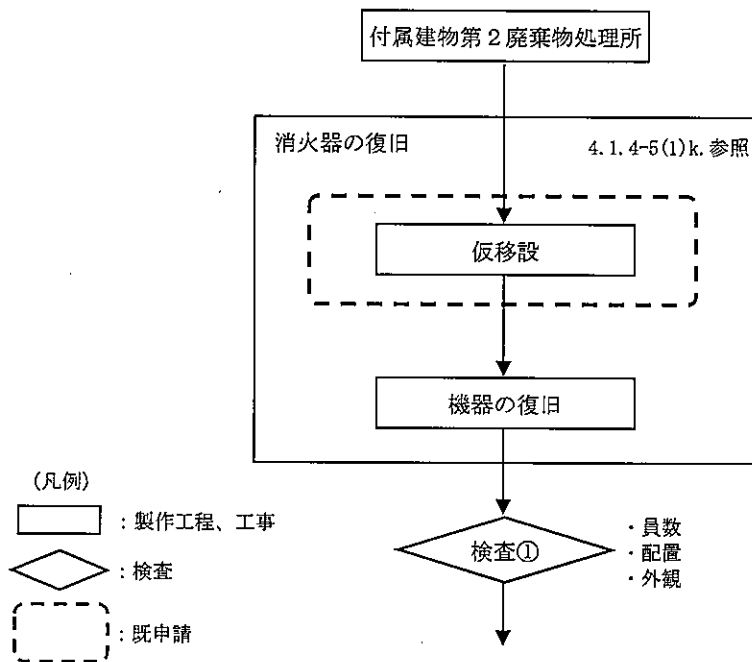 付属建物第２廃棄物処理所
消火器の復旧
4.1.4-5(1)k.参照
仮移設
機器の復旧
検査①
・員数
・配置
・外観
(凡例)
：製作工程、工事
：検査
：既申請